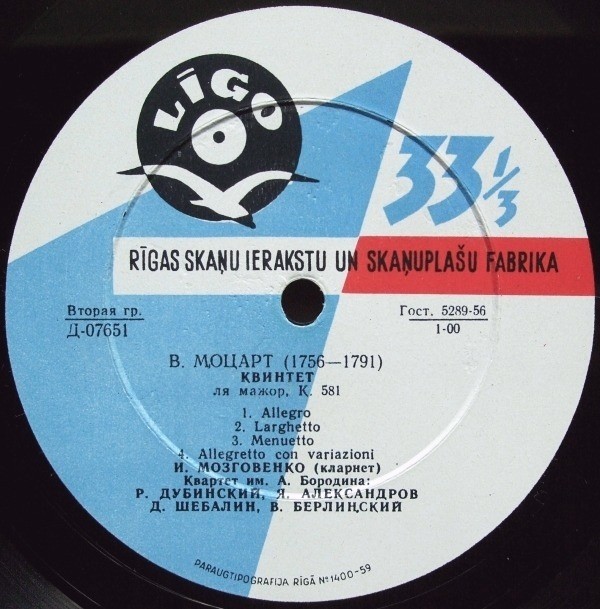 LĪGO
33 1/3
RĪGAS SKAŅU IERAKSTU UN SKAŅUPLAŠU FABRIKA
Вторая гр.
Д-07651
Гост. 5289-56
1-00
В. МОЦАРТ (1756—1791)
КВИНТЕТ
ля мажор, К. 581
1. Allegro
2. Larghetto
3. Menuetto
4. Allegretto con variazioni
И. МОЗГОВЕНКО (кларнет)
Квартет им. А. Бородина:
Р. ДУБИНСКИЙ, Я. АЛЕКСАНДРОВ
Д. ШЕБАЛИН, В. БЕРЛИНСКИЙ
PARAUGTIPOGRAFIJA RĪGĀ №1400-59